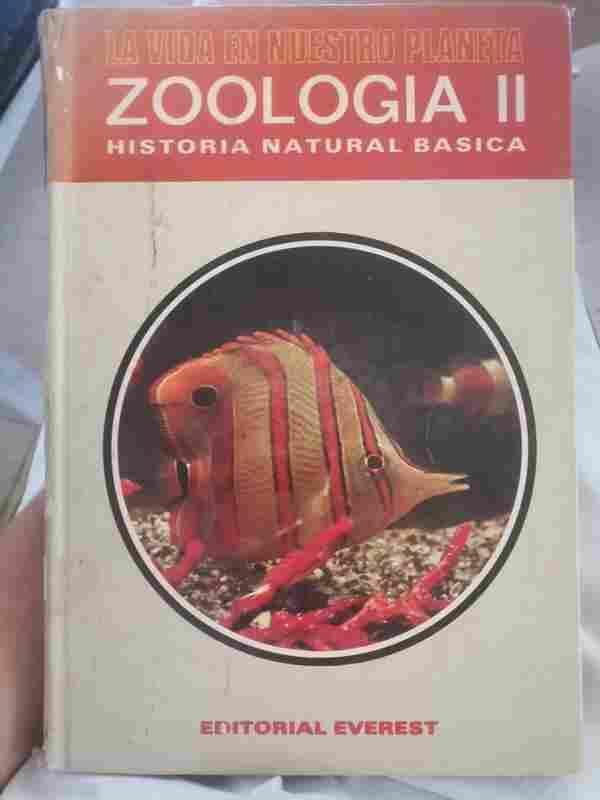 LA VIDA EN NUESTRO PLANETA
ZOOLOGIA II
HISTORIA NATURAL BASICA
EDITORIAL EVEREST